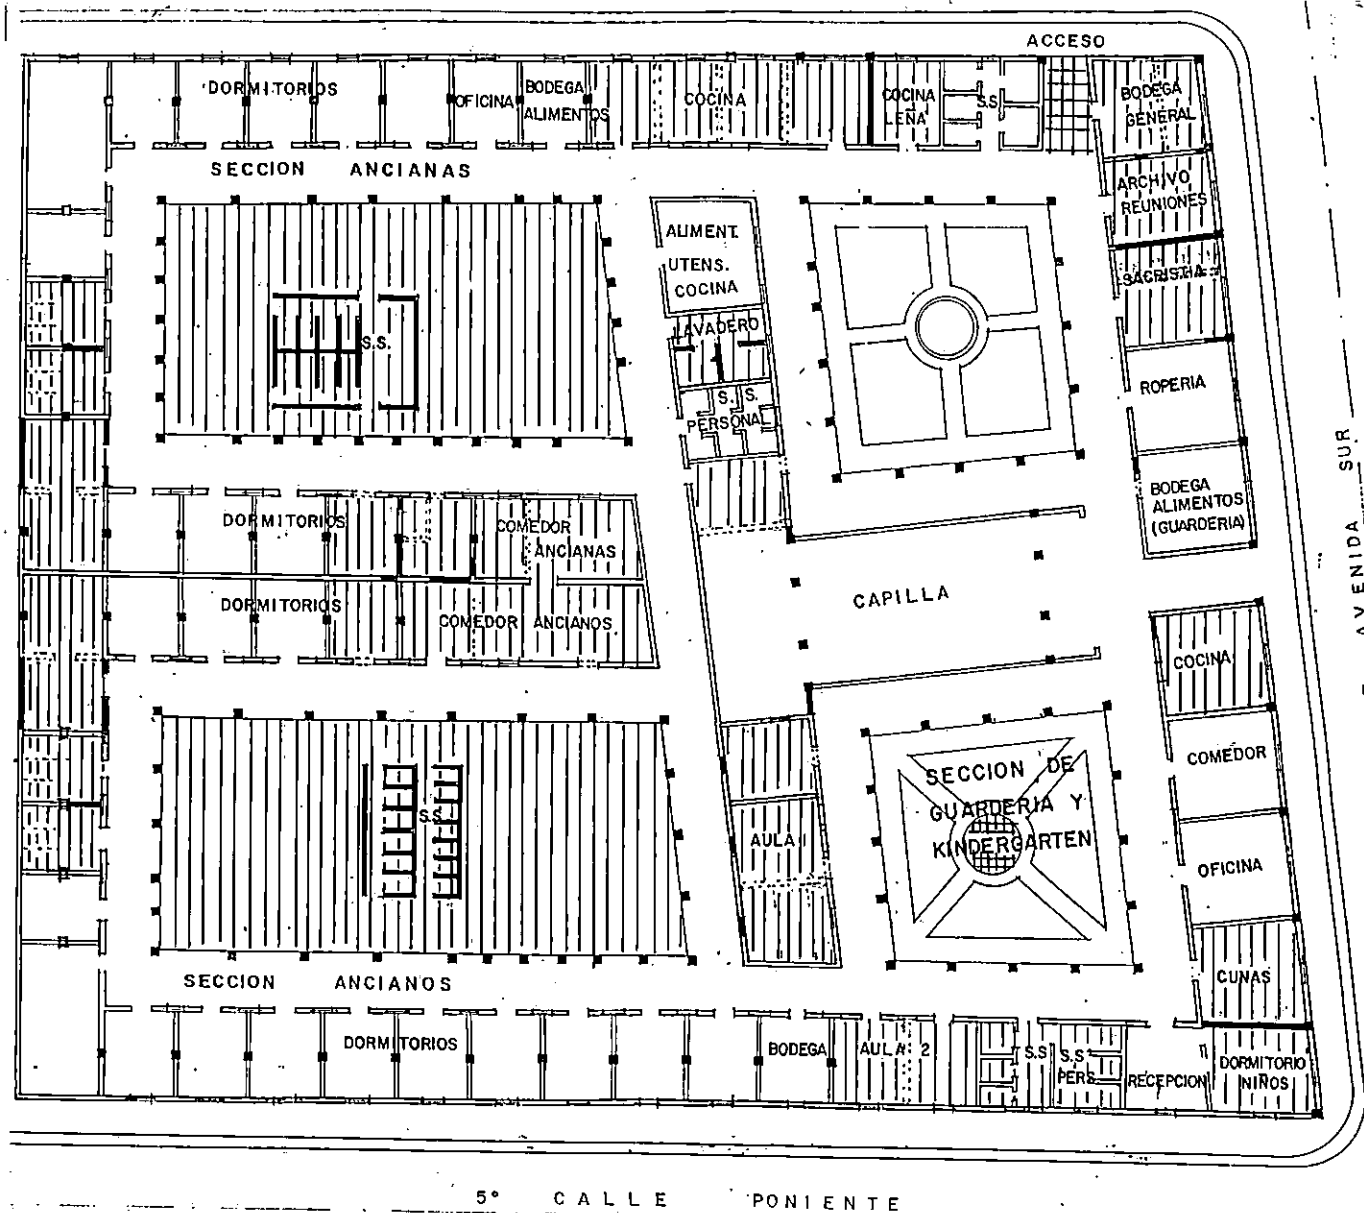 ACCESO
DORMITORIOS
OFICINA
BODEGA
ALIMENTOS
COCINA
COCINA
LEÑA
S.S
BODEGA
GENERAL
SECCION ANCIANAS
ARCHIVO
REUNIONES
SACRISTIA
ALIMENT.
UTENS.
COCINA
LAVADERO
S. S.
PERSONAL
S.S.
ROPERIA
BODEGA
ALIMENTOS
(GUARDERIA)
DORMITORIOS
COMEDOR
ANCIANAS
DORMITORIOS
COMEDOR ANCIANOS
CAPILLA
COCINA
COMEDOR
OFICINA
CUNAS
SECCION DE
GUARDERIA Y
KINDERGARTEN
AULA I
S.S.
SECCION ANCIANOS
DORMITORIOS
BODEGA
AULA 2
S.S
S.S
PERS.
RECEPCION
DORMITORIO
NIÑOS
AVENIDA SUR
5° CALLE PONIENTE